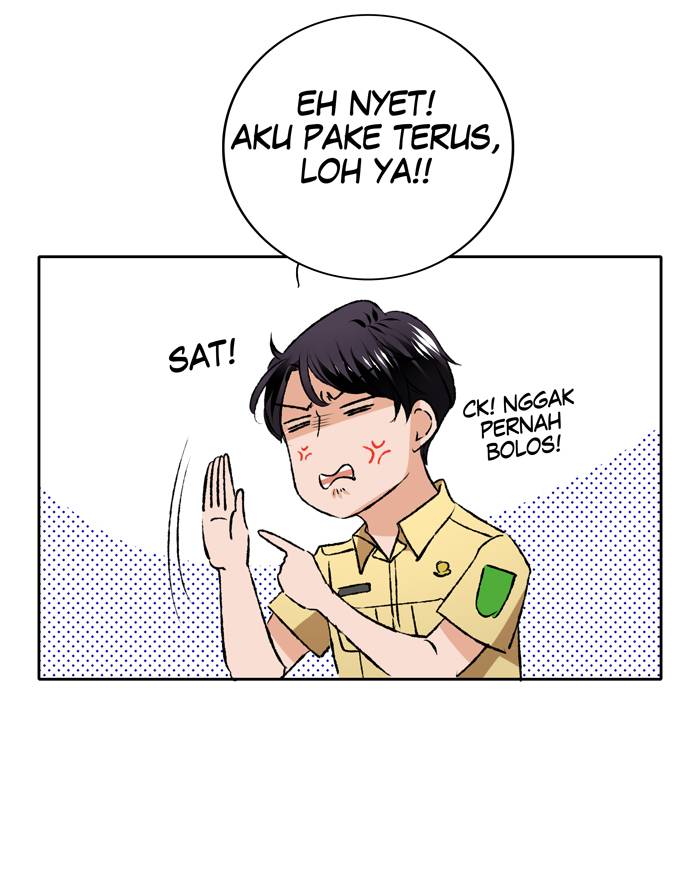 EH NYET!
AKU PAKE TERUS,
LOH YA!!
SAT!
CK! NGGAK
PERNAH
BOLOS!